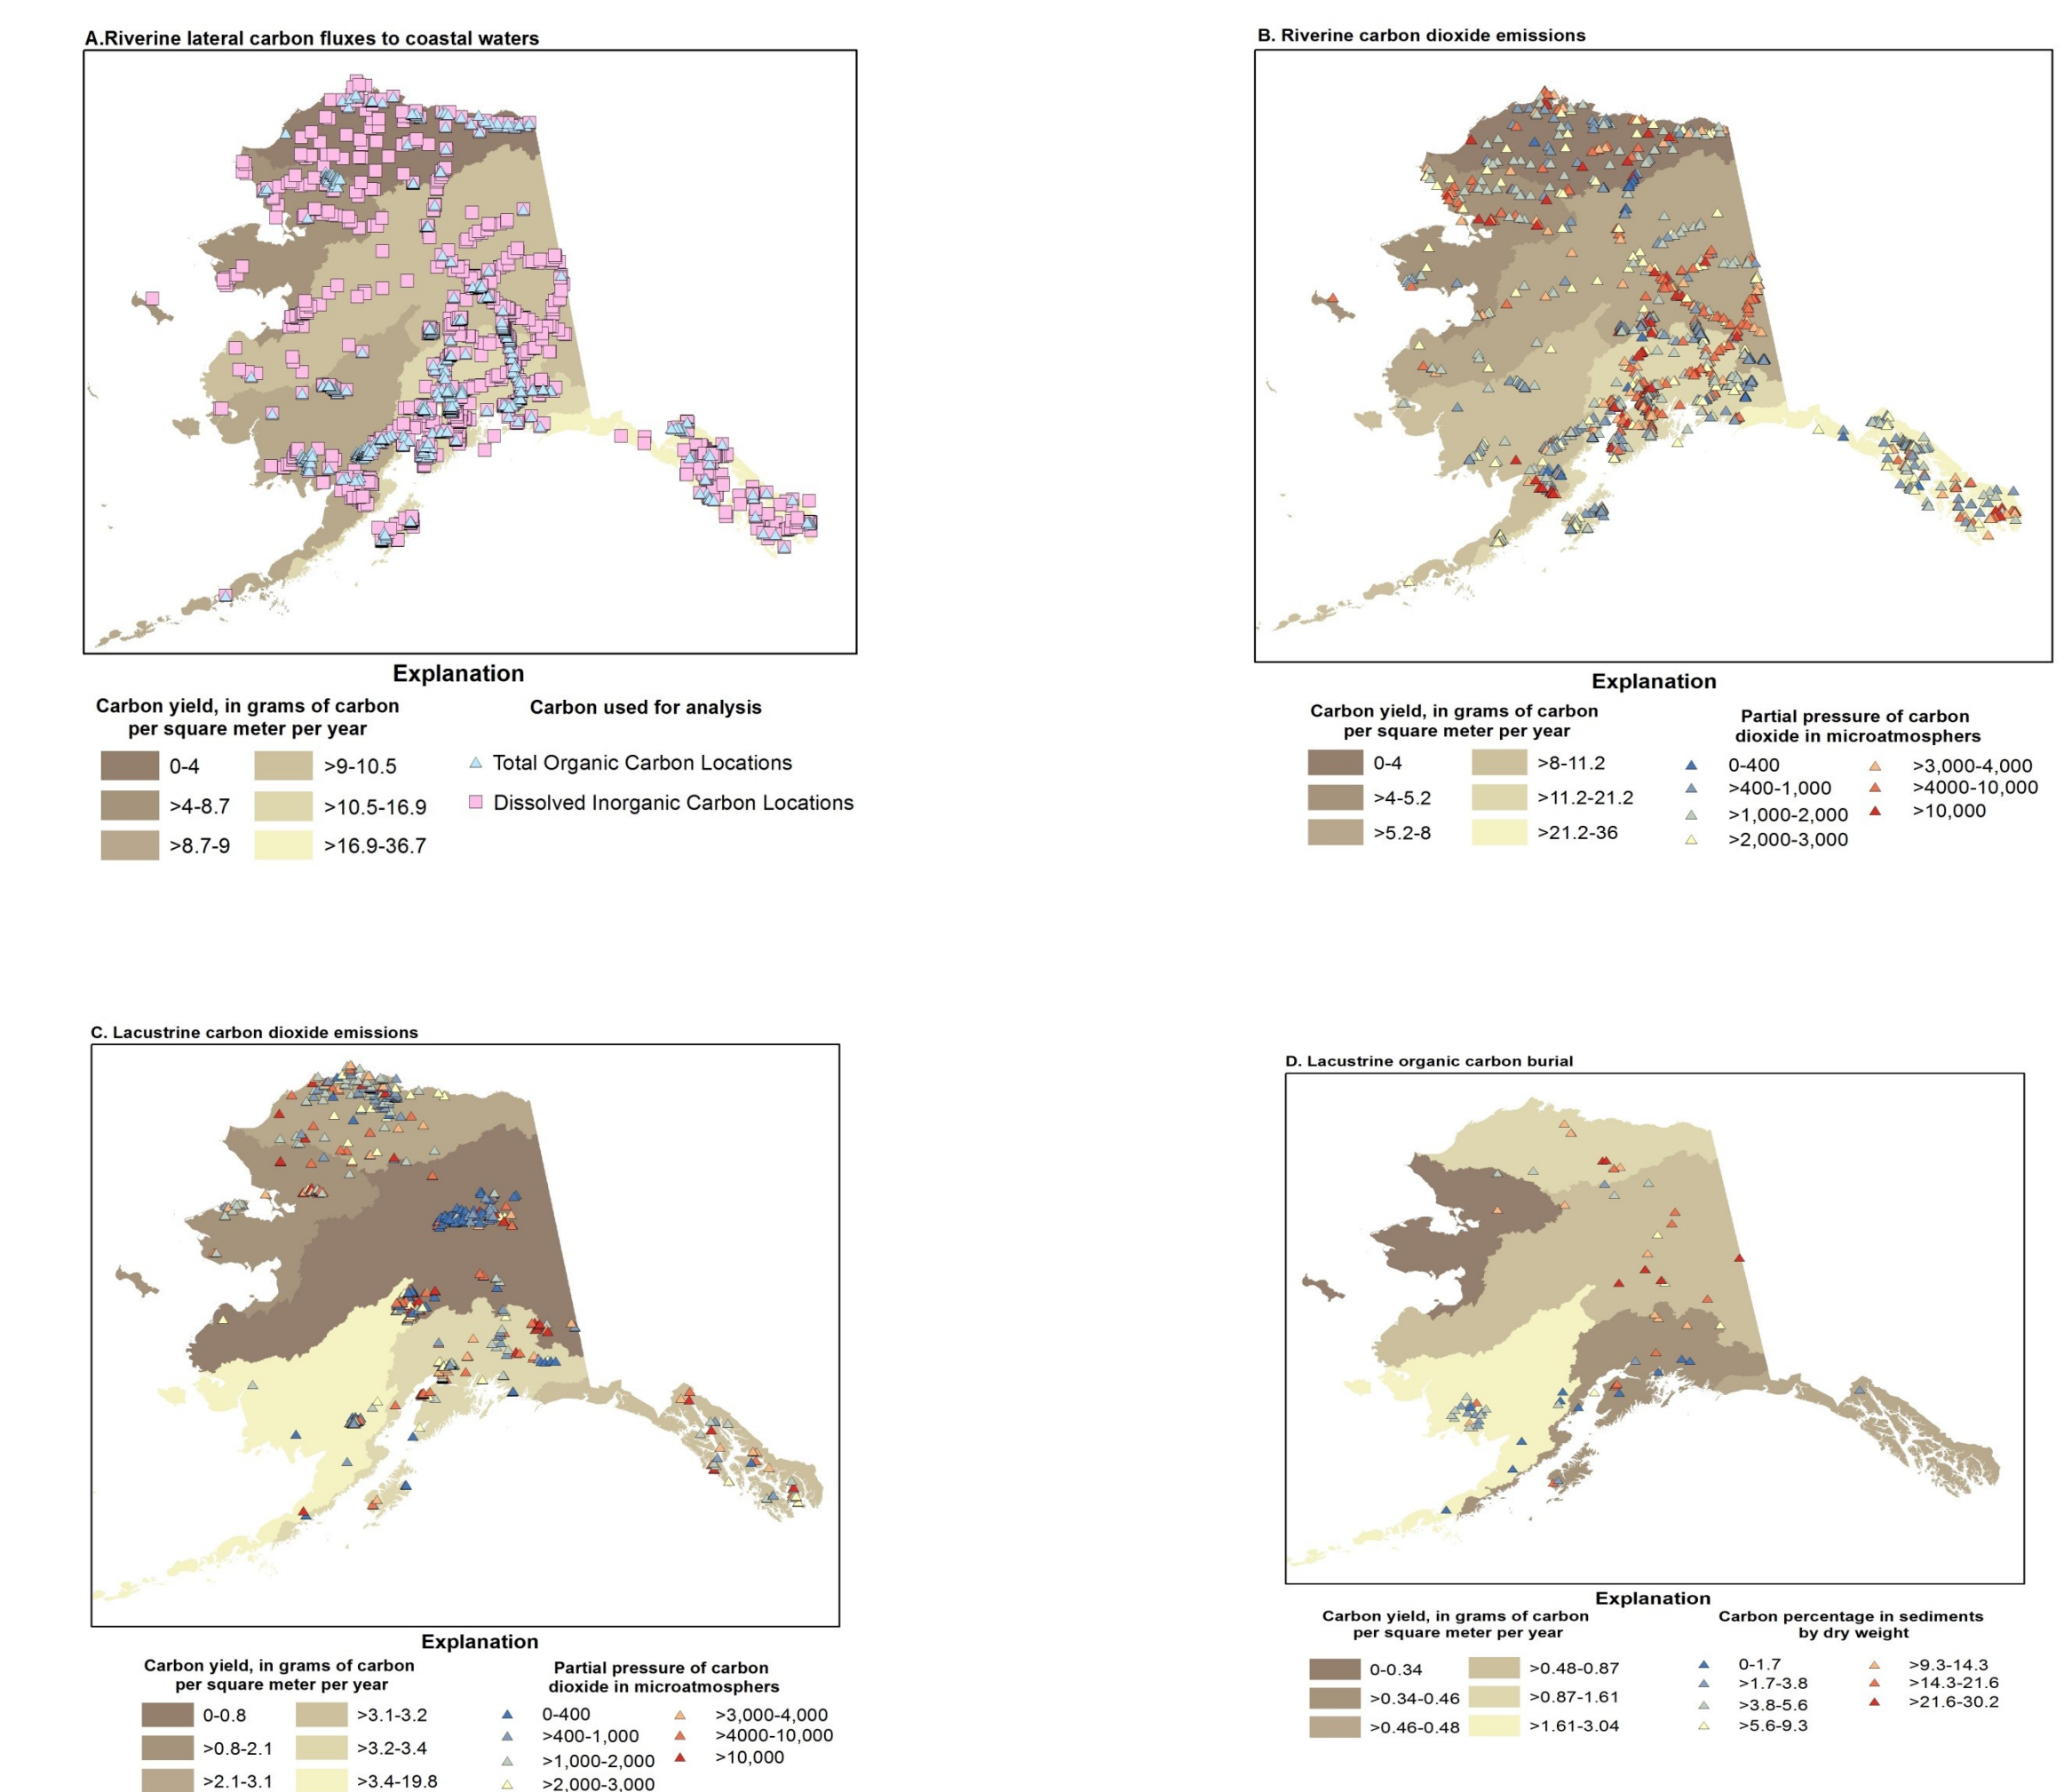 A.Riverine lateral carbon fluxes to coastal waters
Explanation
Carbon yield, in grams of carbon
per square meter per year
0-4
>4-8.7
>8.7-9
>9-10.5
>10.5-16.9
>16.9-36.7
Carbon used for analysis
Total Organic Carbon Locations
Dissolved Inorganic Carbon Locations
B. Riverine carbon dioxide emissions
Explanation
Carbon yield, in grams of carbon
per square meter per year
0-4
>4-5.2
>5.2-8
>8-11.2
>11.2-21.2
>21.2-36
Partial pressure of carbon
dioxide in microatmosphers
0-400
>400-1,000
>1,000-2,000
>2,000-3,000
>3,000-4,000
>4000-10,000
>10,000
C. Lacustrine carbon dioxide emissions
Explanation
Carbon yield, in grams of carbon
per square meter per year
0-0.8
>0.8-2.1
>2.1-3.1
>3.1-3.2
>3.2-3.4
>3.4-19.8
Partial pressure of carbon
dioxide in microatmosphers
0-400
>400-1,000
>1,000-2,000
>2,000-3,000
>3,000-4,000
>4000-10,000
>10,000
D. Lacustrine organic carbon burial
Explanation
Carbon yield, in grams of carbon
per square meter per year
0-0.34
>0.34-0.46
>0.46-0.48
>0.48-0.87
>0.87-1.61
>1.61-3.04
Carbon percentage in sediments
by dry weight
0-1.7
>1.7-3.8
>3.8-5.6
>5.6-9.3
>9.3-14.3
>14.3-21.6
>21.6-30.2